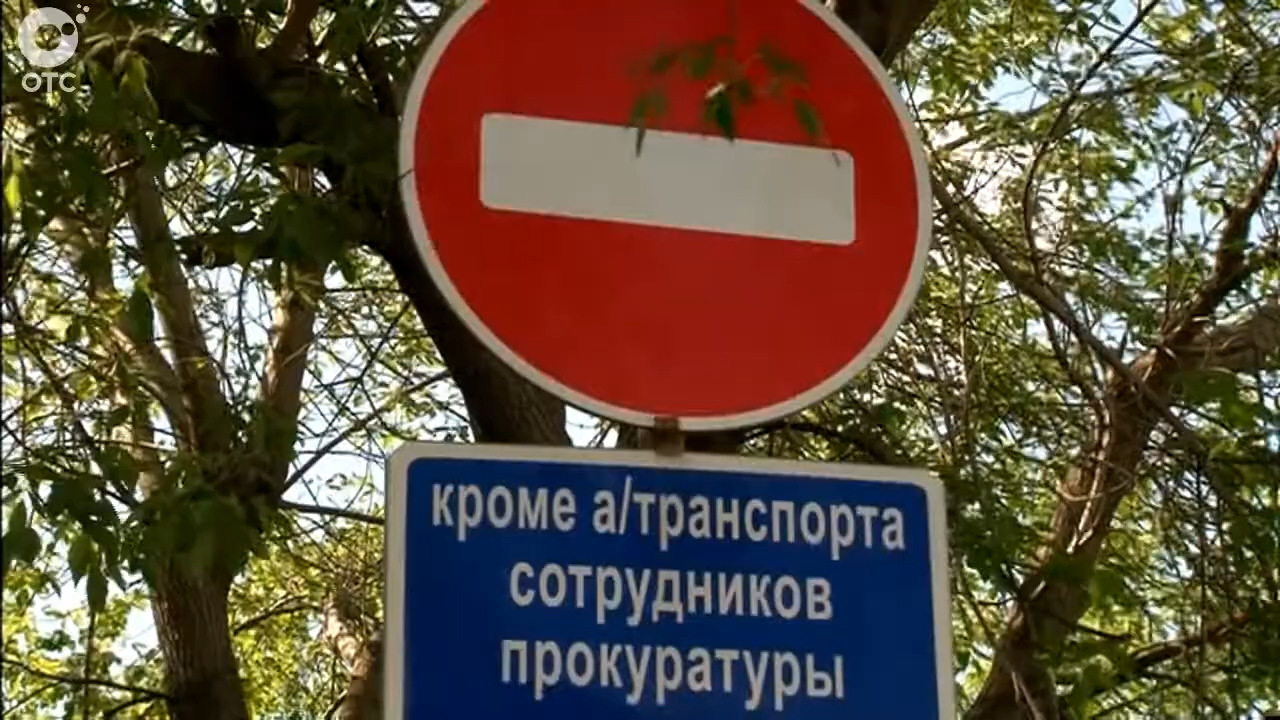 ОТС
кроме а/транспорта
сотрудников
прокуратуры